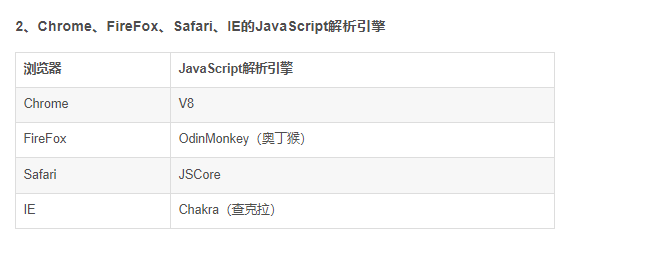 2、Chrome、FireFox、Safari、IE的JavaScript解析引擎
浏览器 JavaScript解析引擎
Chrome V8
FireFox OdinMonkey（奥丁猴）
Safari JSCore
IE Chakra（查克拉）